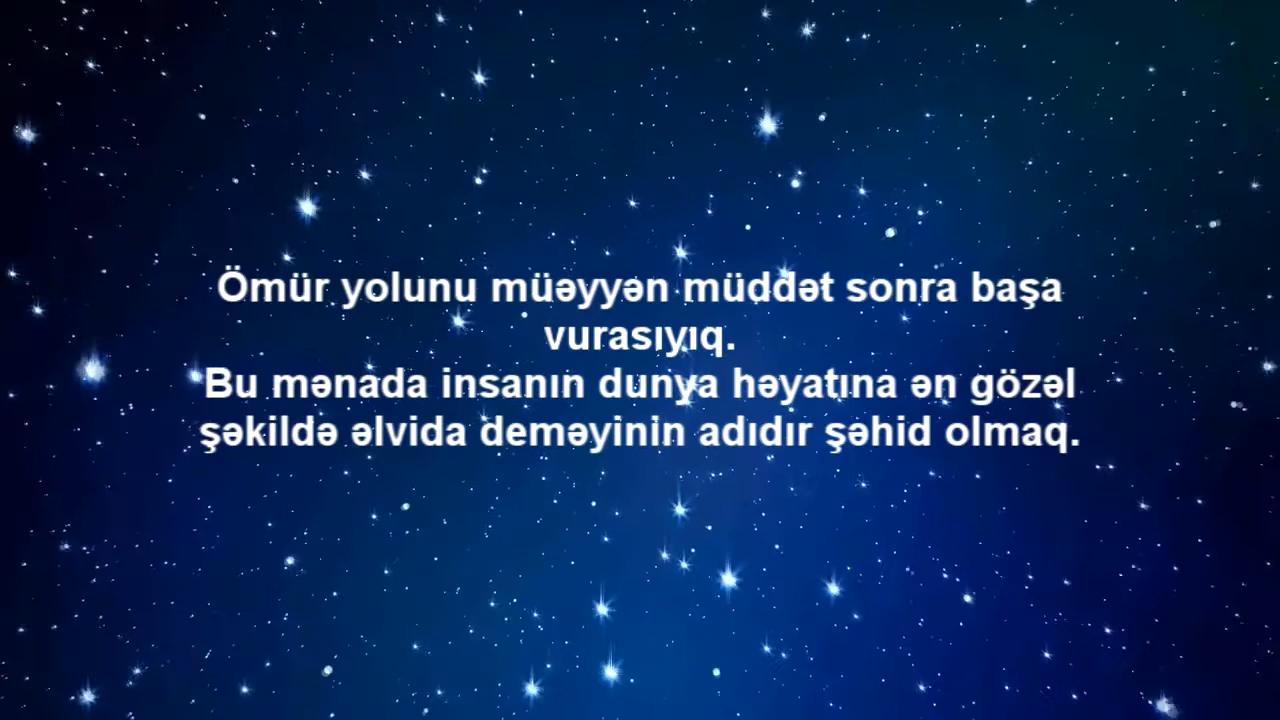 Ömür yolunu müəyyən müddət sonra başa
vurasıyıq.
Bu mənada insanın dunya həyatına ən gözəl
şəkildə əlvida deməyinin adıdır şəhid olmaq.